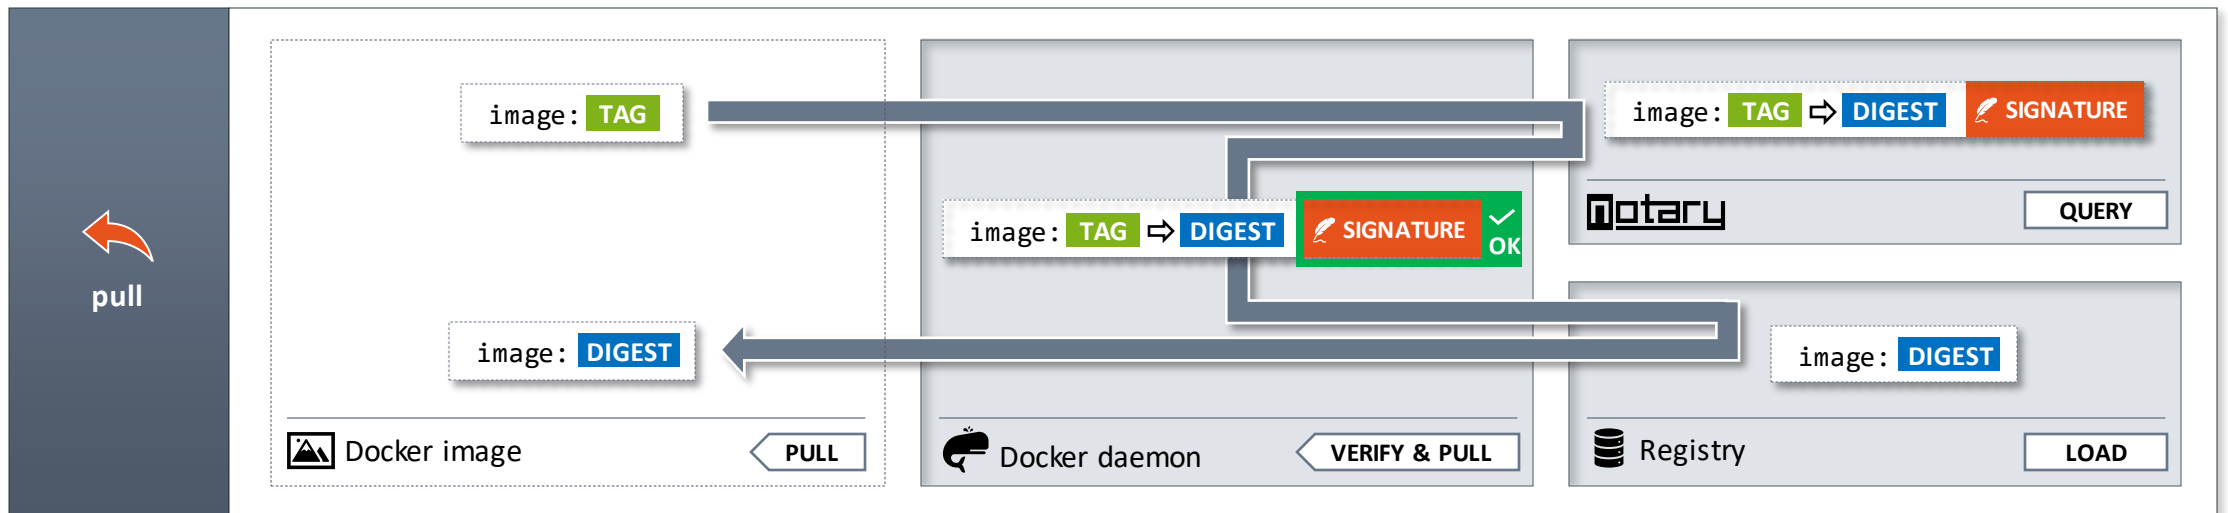 pull
image: TAG
image: DIGEST
Docker image
PULL
image: TAG ⇨ DIGEST SIGNATURE
OK
Docker daemon
VERIFY & PULL
image: TAG ⇨ DIGEST SIGNATURE
notary
QUERY
image: DIGEST
Registry
LOAD